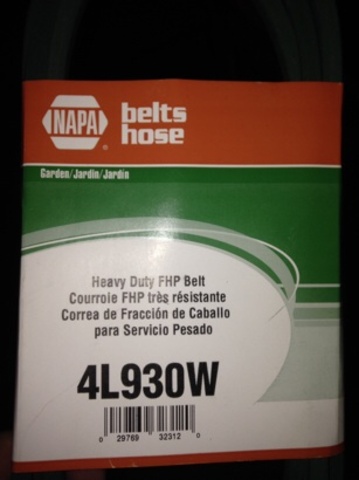 NAPA
®
belts
hose
Garden/Jardin/Jardín
Heavy Duty FHP Belt
Courroie FHP très résistante
Correa de Fracción de Caballo
para Servicio Pesado
4L930W
0 29769 32312 0